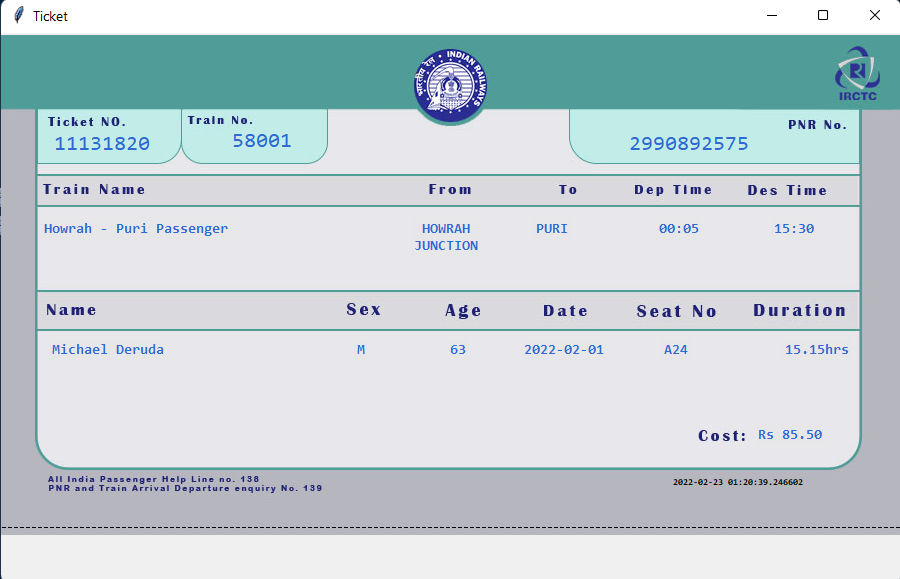 Ticket
भारतीय रेल • INDIAN RAILWAYS
IRCTC
Ticket NO. Train No. PNR No.
11131820 58001 2990892575
Train Name From To Dep Time Des Time
Howrah - Puri Passenger HOWRAH PURI 00:05 15:30
JUNCTION
Name Sex Age Date Seat No Duration
Michael Deruda M 63 2022-02-01 A24 15.15hrs
Cost: Rs 85.50
All India Passenger Help Line no. 138
PNR and Train Arrival Departure enquiry No. 139
2022-02-23 01:20:39.246602